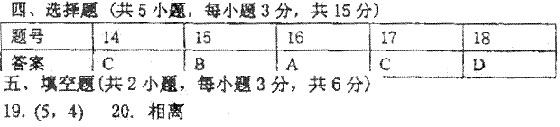 四、选择题（共5小题，每小题3分，共15分）
题号 14 15 16 17 18
答案 C B A C D
五、填空题(共2小题，每小题3分，共6分)
19. (5，4) 20. 相离